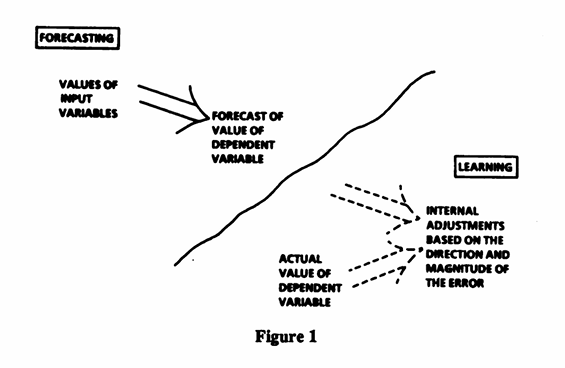 FORECASTING
VALUES OF
INPUT
VARIABLES
FORECAST OF
VALUE OF
DEPENDENT
VARIABLE
LEARNING
INTERNAL
ADJUSTMENTS
BASED ON THE
DIRECTION AND
MAGNITUDE OF
THE ERROR
ACTUAL
VALUE OF
DEPENDENT
VARIABLE
Figure 1